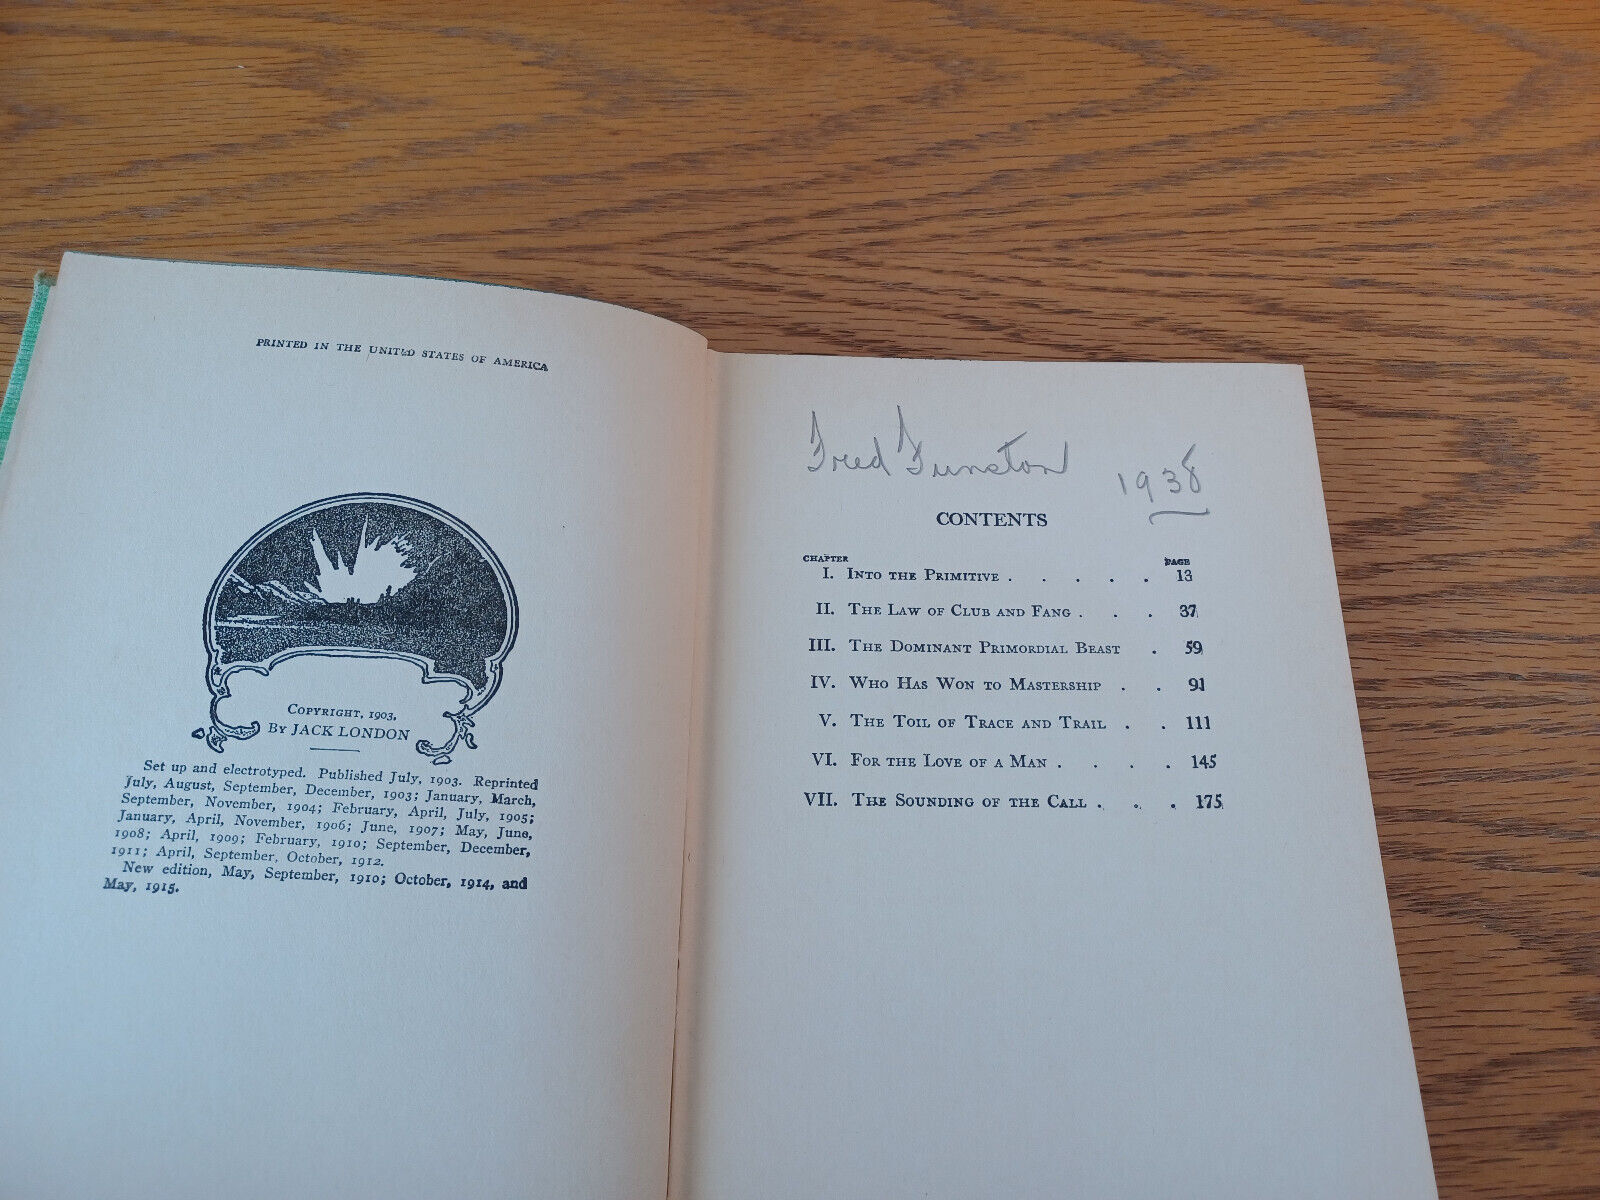 PRINTED IN THE UNITED STATES OF AMERICA
COPYRIGHT, 1903,
BY JACK LONDON
Set up and electrotyped. Published July, 1903. Reprinted
July, August, September, December, 1903; January, March,
September, November, 1904; February, April, July, 1905;
January, April, November, 1906; June, 1907; May, June,
1908; April, 1909; February, 1910; September, December,
1911; April, September, October, 1912.
New edition, May, September, 1910; October, 1914, and
May, 1915.
Fred Funston 1938
CONTENTS
CHAPTER PAGE
I. INTO THE PRIMITIVE . . . . . 13
II. THE LAW OF CLUB AND FANG . . . 37
III. THE DOMINANT PRIMORDIAL BEAST . 59
IV. WHO HAS WON TO MASTERSHIP . . 91
V. THE TOIL OF TRACE AND TRAIL . . 111
VI. FOR THE LOVE OF A MAN . . . . 145
VII. THE SOUNDING OF THE CALL . . . 175